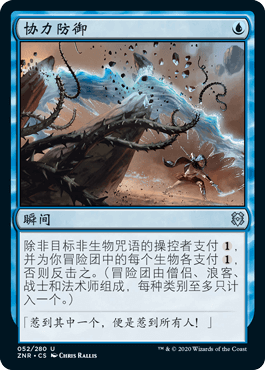 协力防御
瞬间
除非目标非生物咒语的操控者支付1,
并为你冒险团中的每个生物各支付1,
否则反击之。(冒险团由僧侣、浪客、
战士和法术师组成,每种类别至多只计
入一个。)
「惹到其中一个,便是惹到所有人!」
052/280 U
ZNR • CS Chris Rallis
™ & © 2020 Wizards of the Coast